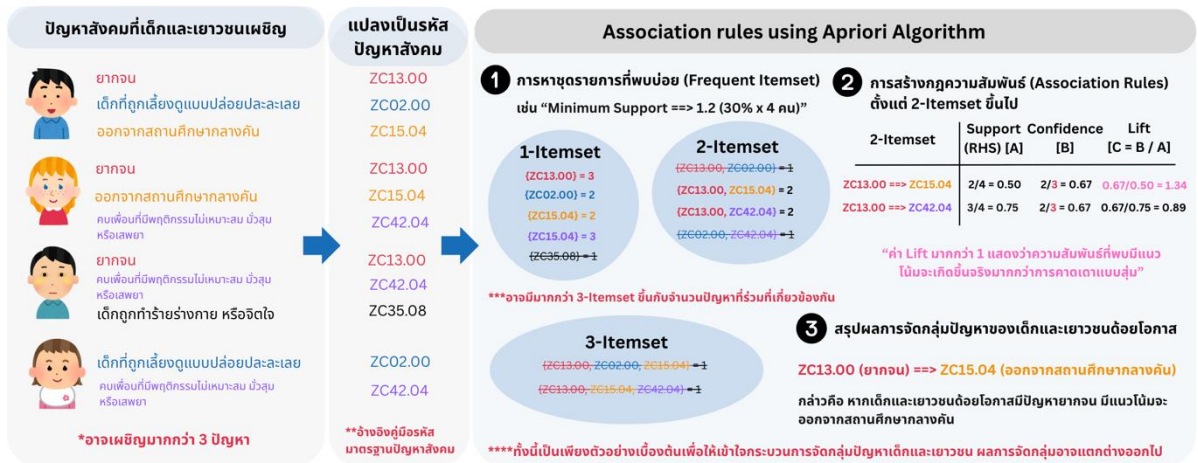 ปัญหาสังคมที่เด็กและเยาวชนเผชิญ
ยากจน
เด็กที่ถูกเลี้ยงดูแบบปล่อยปละละเลย
ออกจากสถานศึกษากลางคัน
ยากจน
ออกจากสถานศึกษากลางคัน
คบเพื่อนที่มีพฤติกรรมไม่เหมาะสม มั่วสุม
หรือเสพยา
ยากจน
คบเพื่อนที่มีพฤติกรรมไม่เหมาะสม มั่วสุม
หรือเสพยา
เด็กถูกทำร้ายร่างกาย หรือจิตใจ
เด็กที่ถูกเลี้ยงดูแบบปล่อยปละละเลย
คบเพื่อนที่มีพฤติกรรมไม่เหมาะสม มั่วสุม
หรือเสพยา
*อาจเผชิญมากกว่า 3 ปัญหา
แปลงเป็นรหัส
ปัญหาสังคม
ZC13.00
ZC02.00
ZC15.04
ZC13.00
ZC15.04
ZC42.04
ZC13.00
ZC42.04
ZC35.08
ZC02.00
ZC42.04
**อ้างอิงคู่มือรหัส
มาตรฐานปัญหาสังคม
Association rules using Apriori Algorithm
1 การหาชุดรายการที่พบบ่อย (Frequent Itemset)
เช่น “Minimum Support ==> 1.2 (30% x 4 คน)”
1-Itemset
{ZC13.00} = 3
{ZC02.00} = 2
{ZC15.04} = 2
{ZC15.04} = 3
{ZC35.08} = 1
2-Itemset
{ZC13.00, ZC02.00} = 1
{ZC13.00, ZC15.04} = 2
{ZC13.00, ZC42.04} = 2
{ZC02.00, ZC42.04} = 1
***อาจมีมากกว่า 3-Itemset ขึ้นกับจำนวนปัญหาที่ร่วมที่เกี่ยวข้องกัน
3-Itemset
{ZC13.00, ZC02.00, ZC15.04} = 1
{ZC13.00, ZC15.04, ZC42.04} = 1
2 การสร้างกฎความสัมพันธ์ (Association Rules)
ตั้งแต่ 2-Itemset ขึ้นไป
2-Itemset Support (RHS) [A] Confidence [B] Lift [C = B / A]
ZC13.00 ==> ZC15.04 2/4 = 0.50 2/3 = 0.67 0.67/0.50 = 1.34
ZC13.00 ==> ZC42.04 3/4 = 0.75 2/3 = 0.67 0.67/0.75 = 0.89
“ค่า Lift มากกว่า 1 แสดงว่าความสัมพันธ์ที่พบมีแนว
โน้มจะเกิดขึ้นจริงมากกว่าการคาดเดาแบบสุ่ม”
3 สรุปผลการจัดกลุ่มปัญหาของเด็กและเยาวชนด้อยโอกาส
ZC13.00 (ยากจน) ==> ZC15.04 (ออกจากสถานศึกษากลางคัน)
กล่าวคือ หากเด็กและเยาวชนด้อยโอกาสมีปัญหายากจน มีแนวโน้มจะ
ออกจากสถานศึกษากลางคัน
****ทั้งนี้เป็นเพียงตัวอย่างเบื้องต้นเพื่อให้เข้าใจกระบวนการจัดกลุ่มปัญหาเด็กและเยาวชน ผลการจัดกลุ่มอาจแตกต่างออกไป